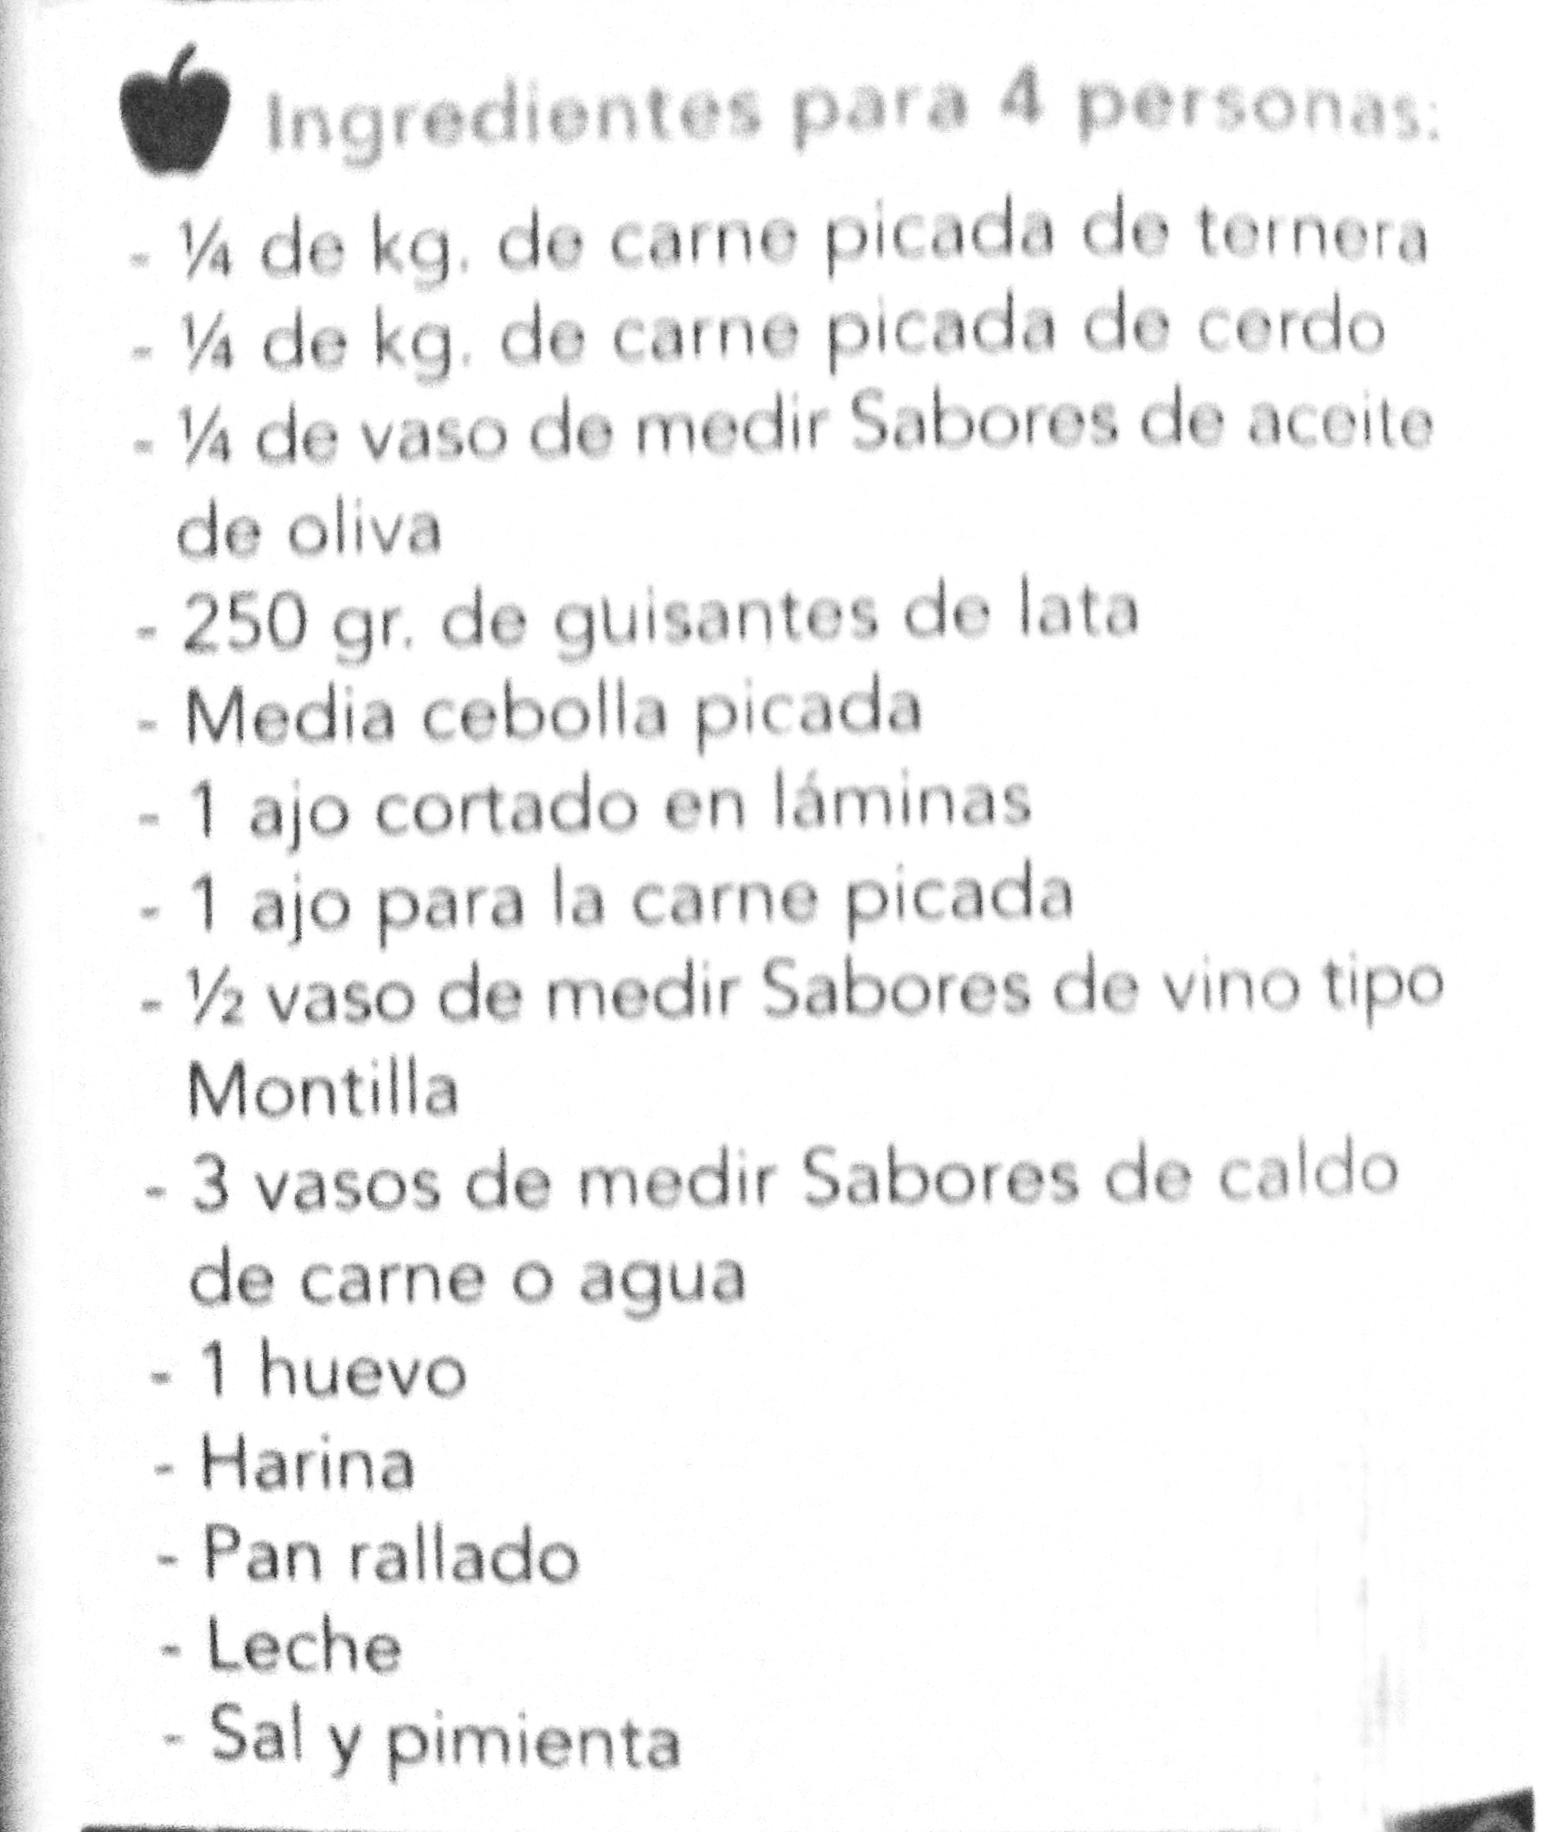 Ingredientes para 4 personas:
- ¼ de kg. de carne picada de ternera
- ¼ de kg. de carne picada de cerdo
- ¼ de vaso de medir Sabores de aceite
de oliva
- 250 gr. de guisantes de lata
- Media cebolla picada
- 1 ajo cortado en láminas
- 1 ajo para la carne picada
- ½ vaso de medir Sabores de vino tipo
Montilla
- 3 vasos de medir Sabores de caldo
de carne o agua
- 1 huevo
- Harina
- Pan rallado
- Leche
- Sal y pimienta